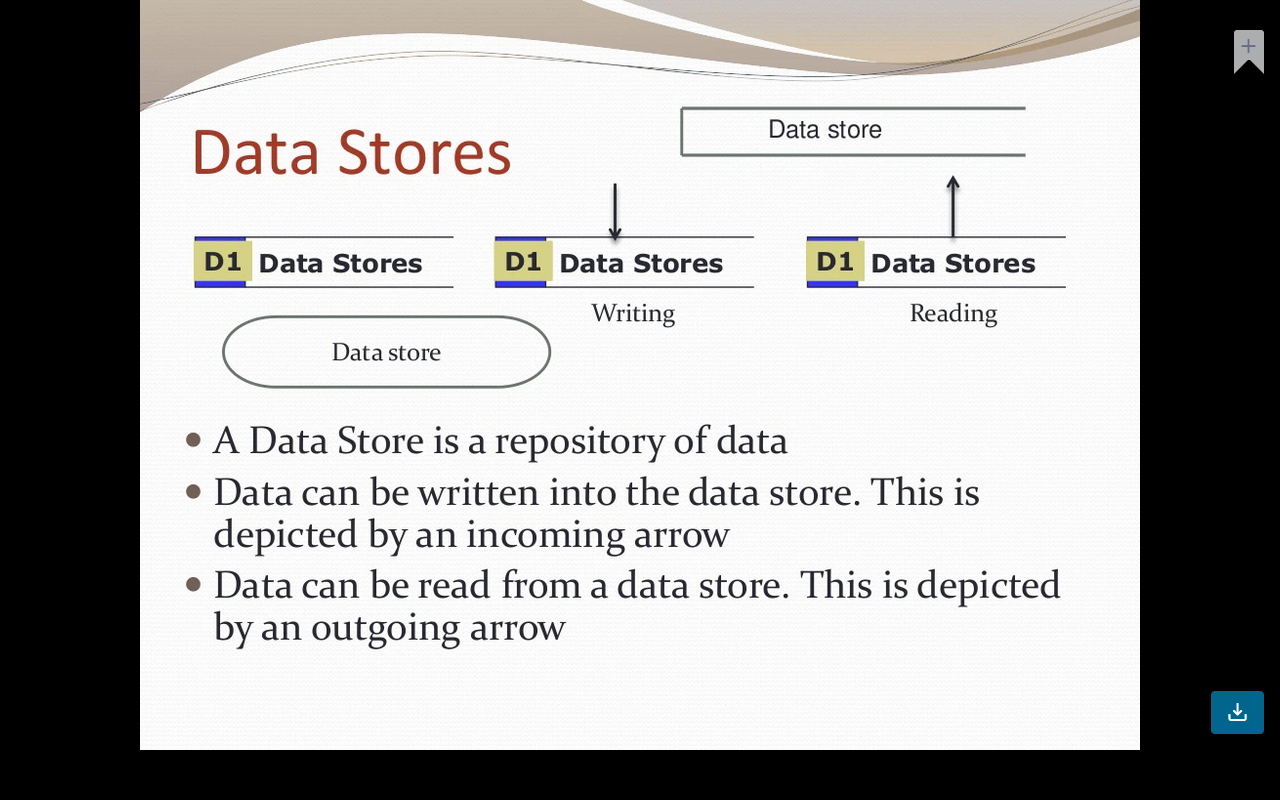 Data store
Data Stores
D1 Data Stores
D1 Data Stores
D1 Data Stores
Writing
Reading
Data store
A Data Store is a repository of data
Data can be written into the data store. This is
depicted by an incoming arrow
Data can be read from a data store. This is depicted
by an outgoing arrow